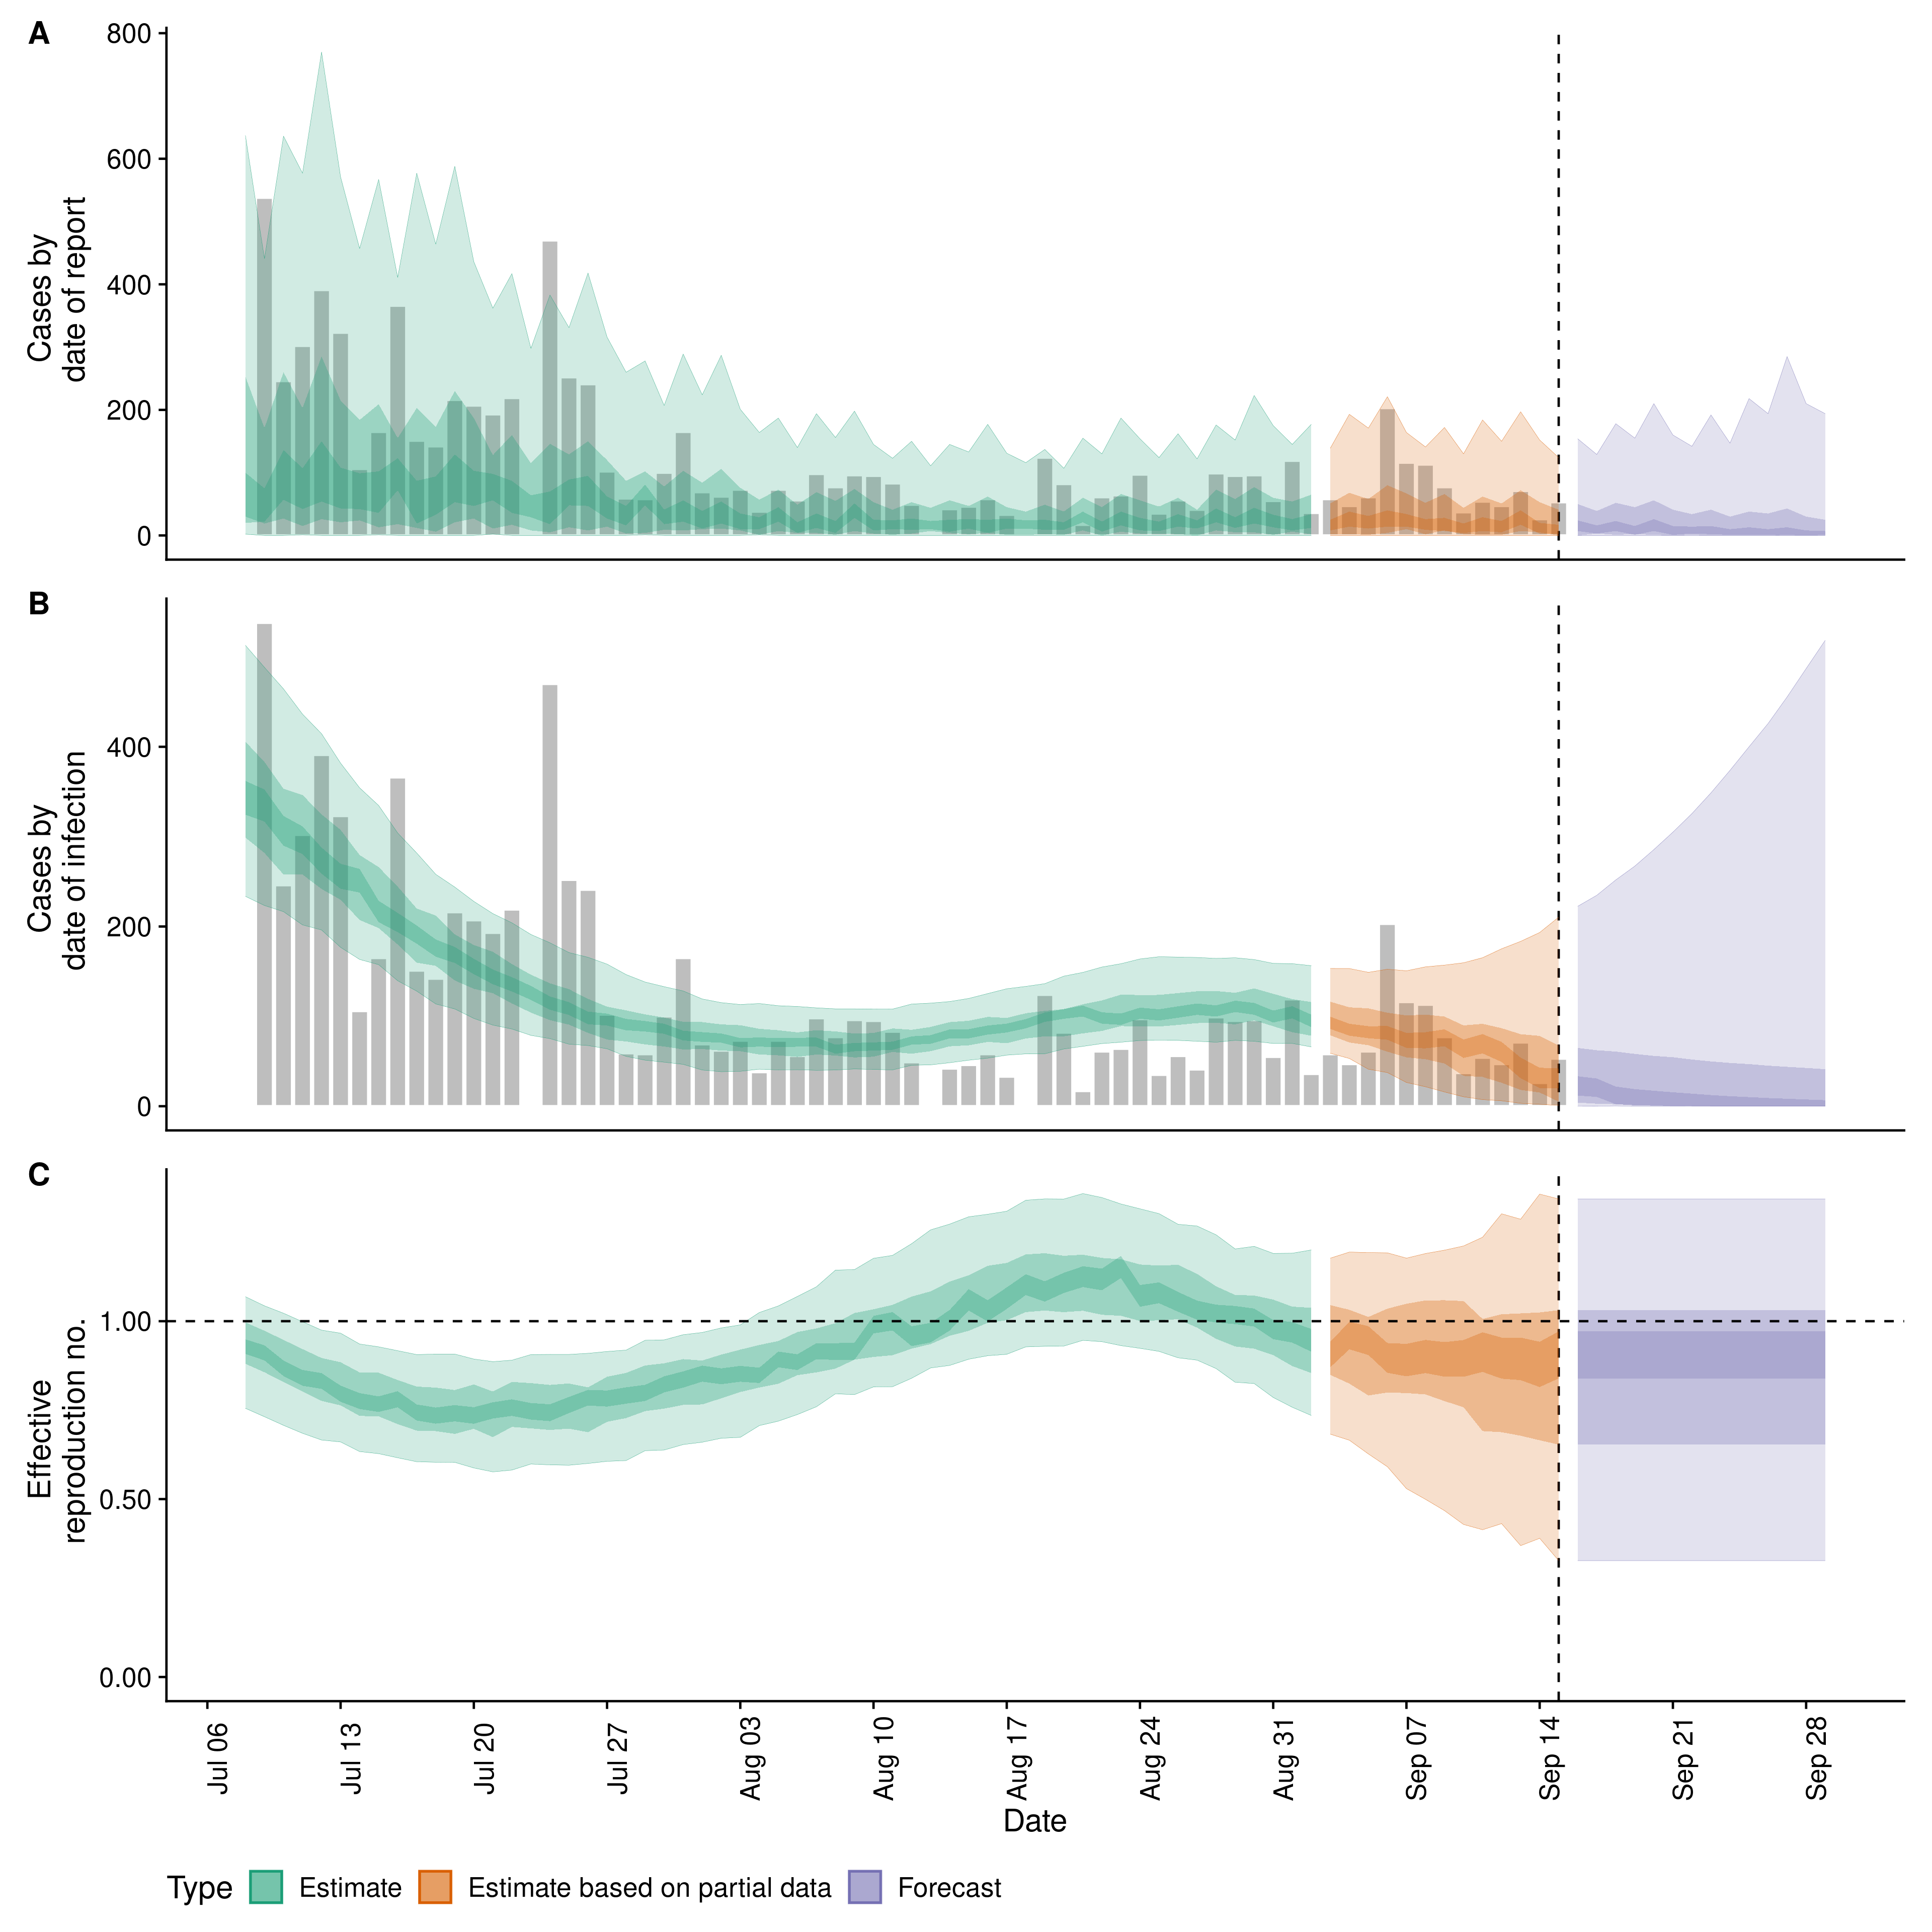 A
Cases by
date of report
800
600
400
200
0
B
Cases by
date of infection
400
200
0
C
Effective
reproduction no.
1.00
0.50
0.00
Jul 06
Jul 13
Jul 20
Jul 27
Aug 03
Aug 10
Aug 17
Aug 24
Aug 31
Sep 07
Sep 14
Sep 21
Sep 28
Date
Type Estimate Estimate based on partial data Forecast